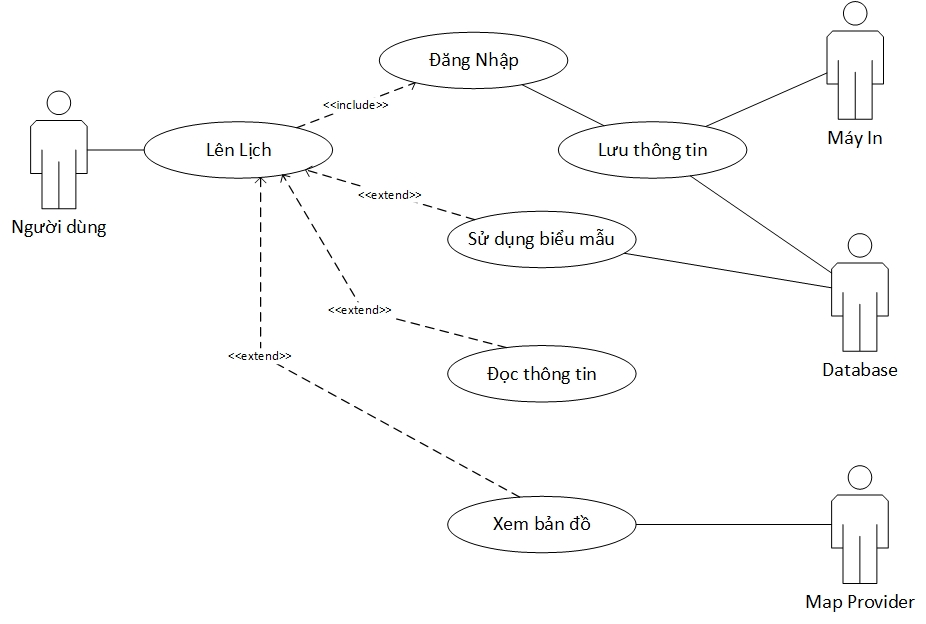 Đăng Nhập
<<include>>
Lên Lịch
Lưu thông tin
Máy In
Người dùng
<<extend>>
Sử dụng biểu mẫu
<<extend>>
Database
<<extend>>
Đọc thông tin
Xem bản đồ
Map Provider